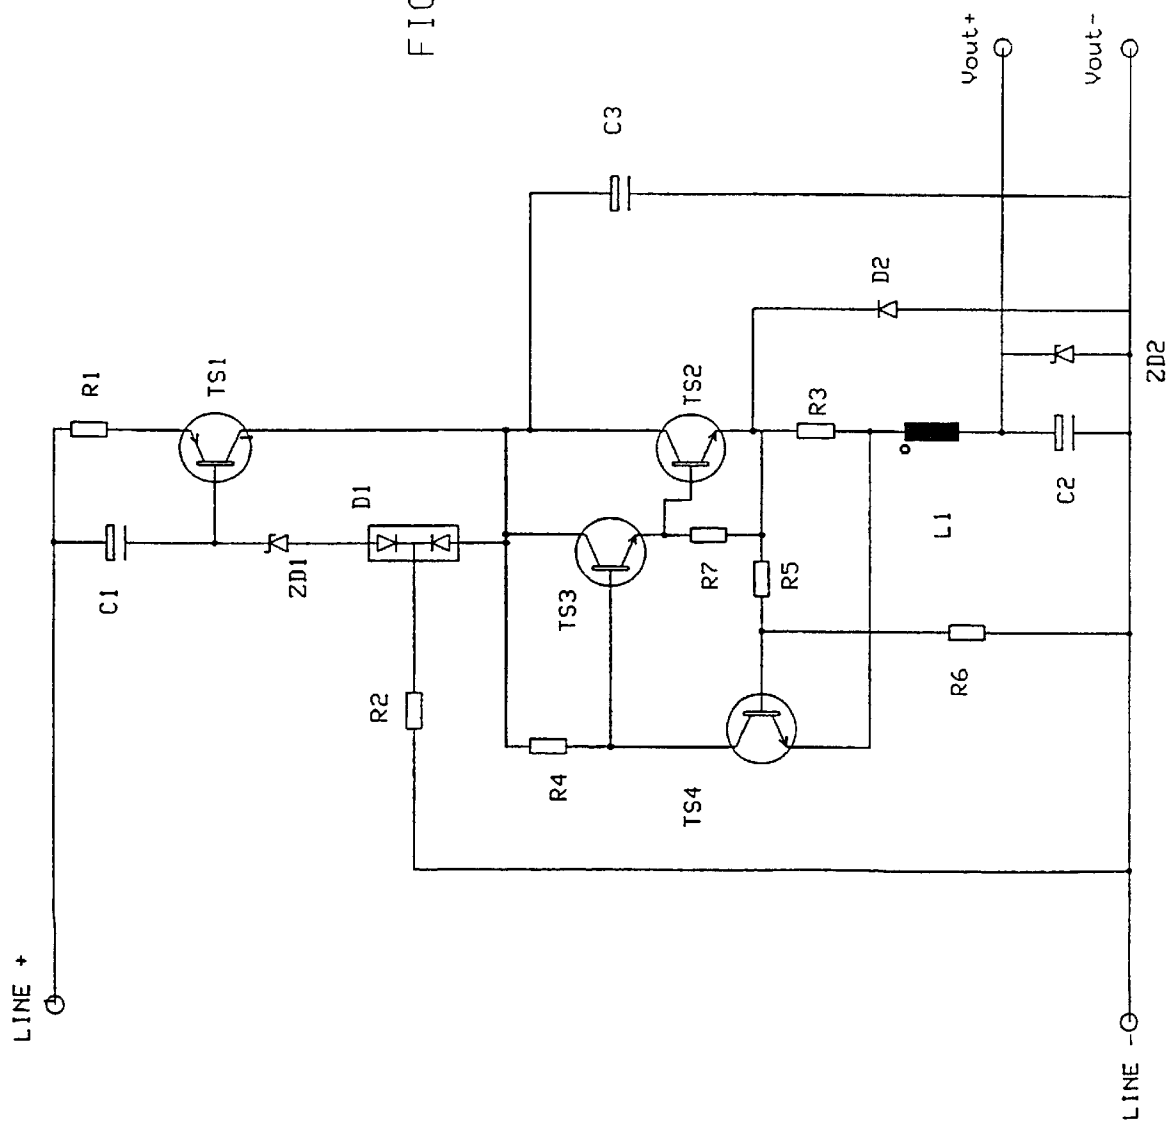 FIG
Vout+
Vout-
C3
D2
R1
TS1
TS2
R3
ZD2
D1
C2
L1
C1
ZD1
TS3
R7
R5
R2
R6
R4
TS4
LINE +
LINE -